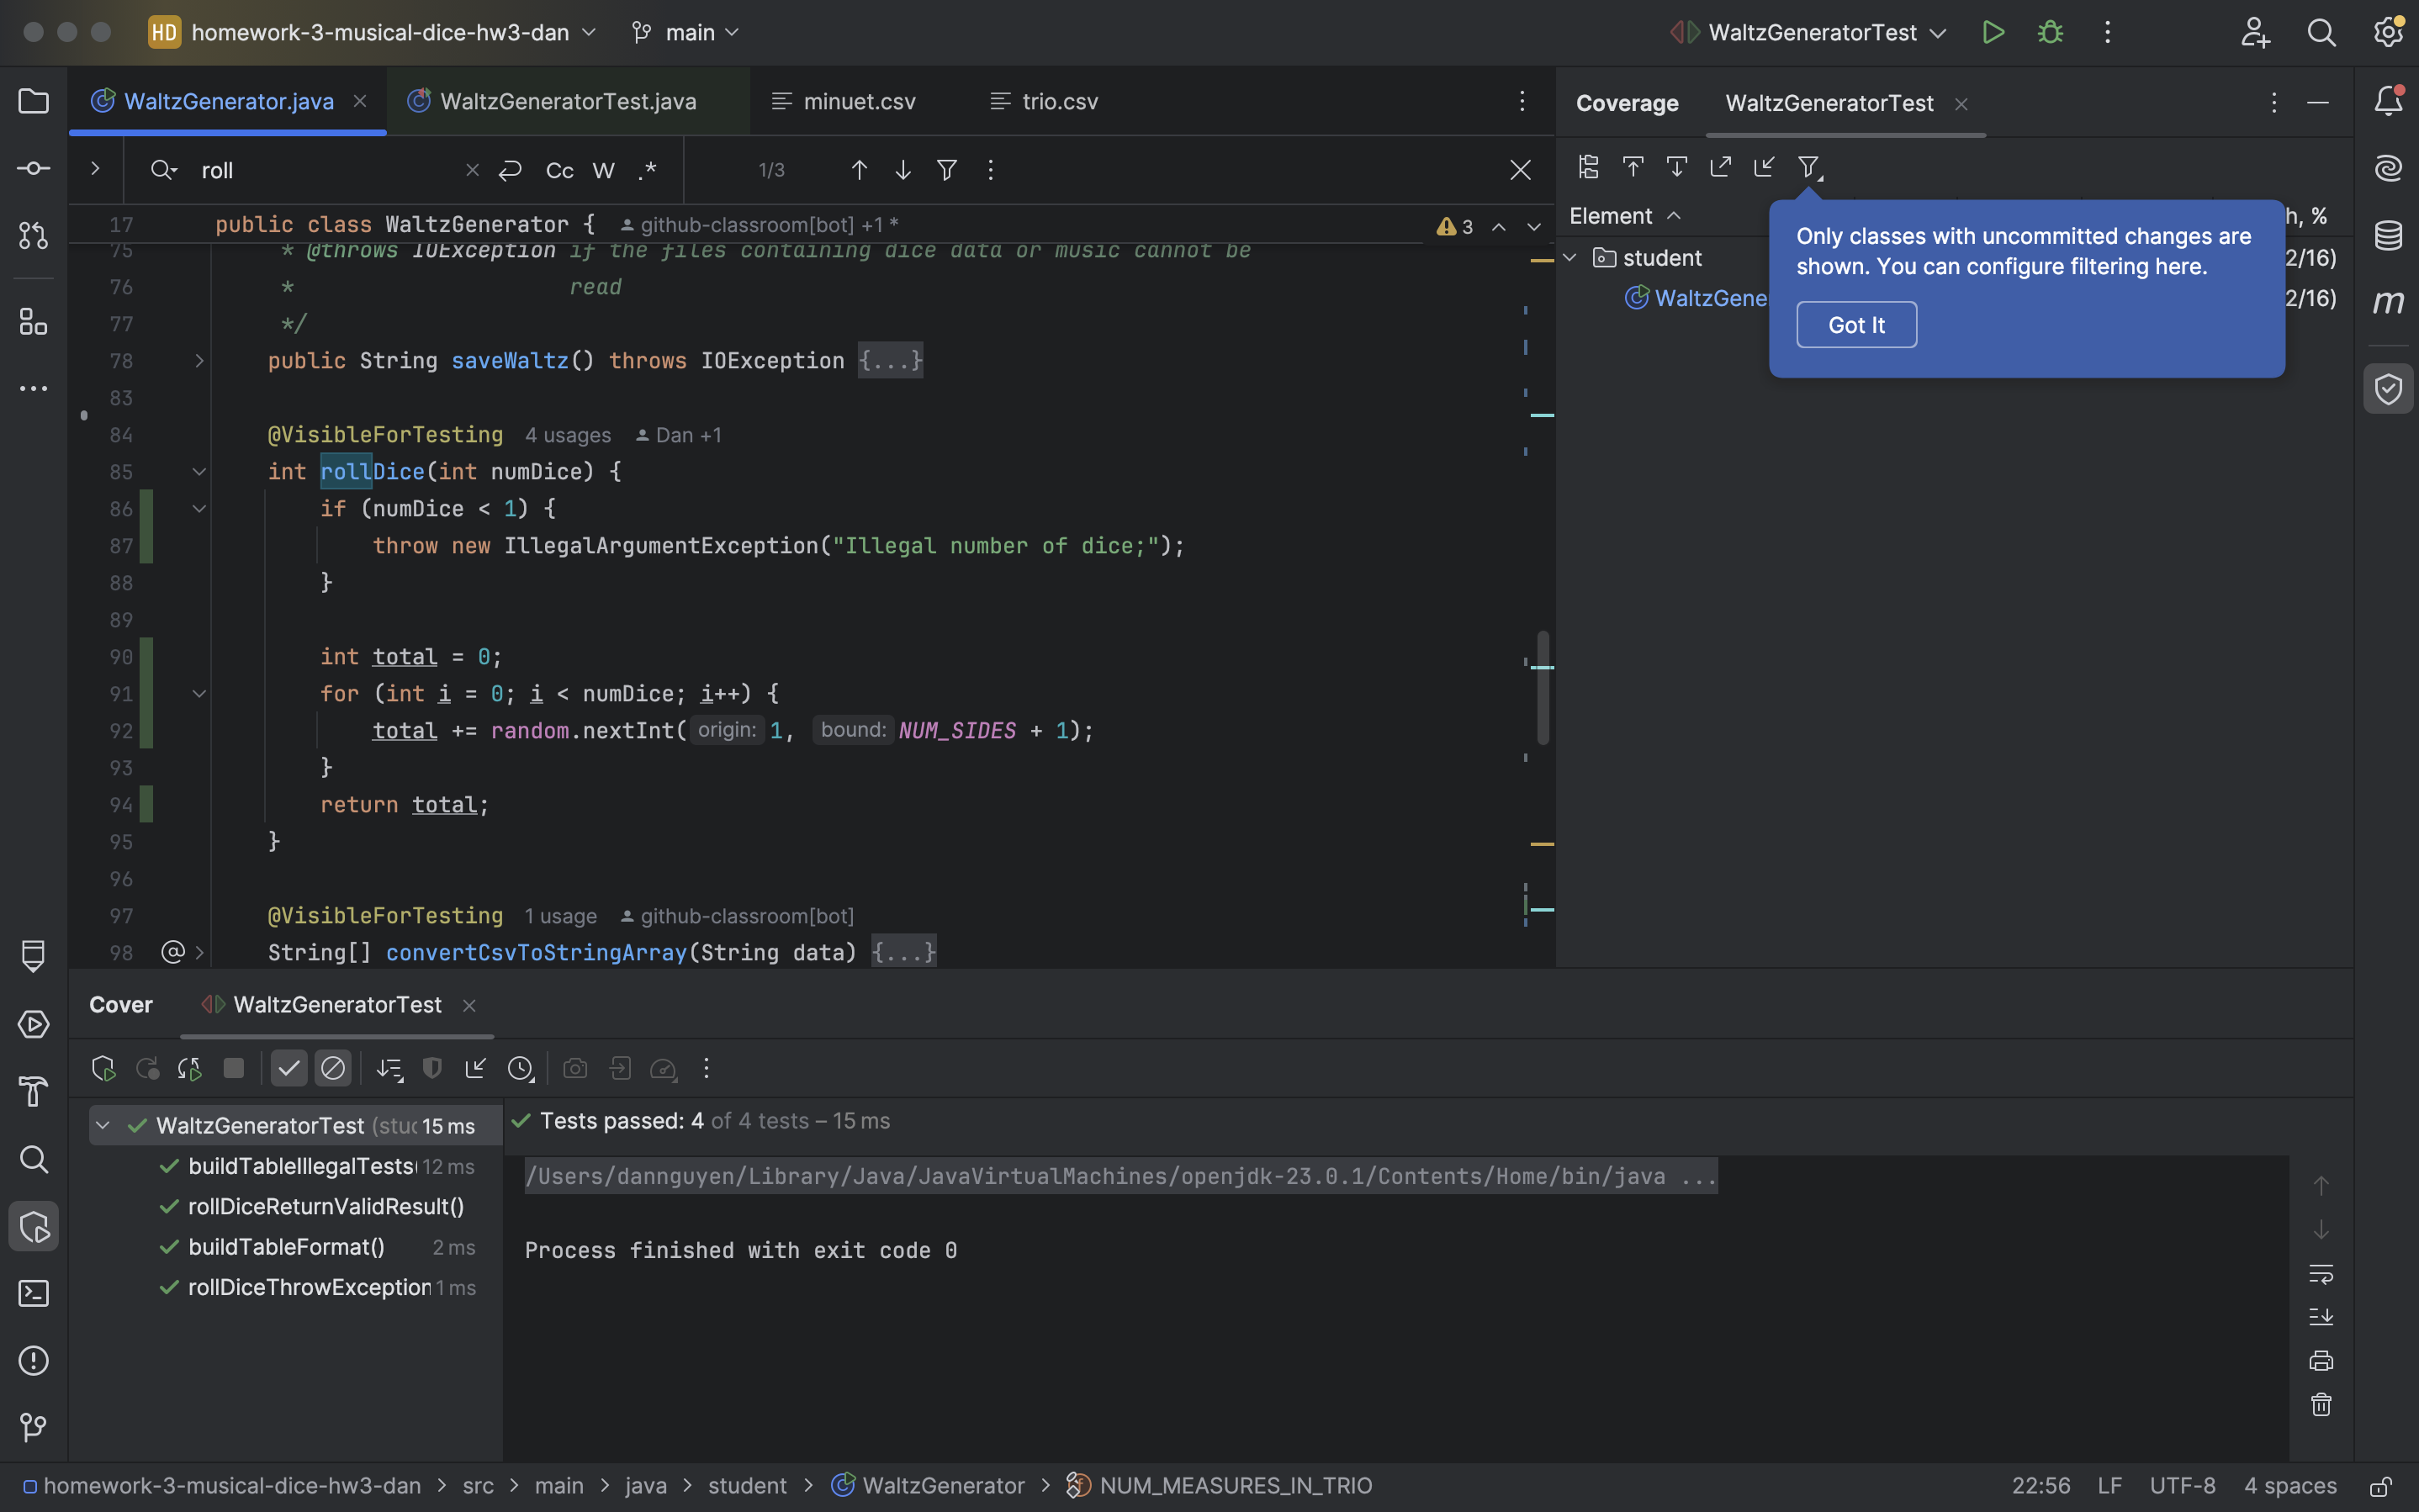 HD homework-3-musical-dice-hw3-dan main WaltzGeneratorTest
WaltzGenerator.java WaltzGeneratorTest.java minuet.csv trio.csv
roll Cc W .* 1/3
17 public class WaltzGenerator { github-classroom[bot] +1 * 3
75 * @throws IOException if the files containing dice data or music cannot be
76 * read
77 */
78 public String saveWaltz() throws IOException {...}
83
84 @VisibleForTesting 4 usages Dan +1
85 int rollDice(int numDice) {
86 if (numDice < 1) {
87 throw new IllegalArgumentException("Illegal number of dice;");
88 }
89
90 int total = 0;
91 for (int i = 0; i < numDice; i++) {
92 total += random.nextInt( origin: 1, bound: NUM_SIDES + 1);
93 }
94 return total;
95 }
96
97 @VisibleForTesting 1 usage github-classroom[bot]
98 @ String[] convertCsvToStringArray(String data) {...}
Coverage WaltzGeneratorTest
Element h, %
student 2/16)
WaltzGene 2/16)
Only classes with uncommitted changes are
shown. You can configure filtering here.
Got It
m
Cover WaltzGeneratorTest
WaltzGeneratorTest (stu 15 ms
buildTableIllegalTests( 12 ms
rollDiceReturnValidResult()
buildTableFormat() 2 ms
rollDiceThrowException 1 ms
Tests passed: 4 of 4 tests – 15 ms
/Users/dannguyen/Library/Java/JavaVirtualMachines/openjdk-23.0.1/Contents/Home/bin/java ...
Process finished with exit code 0
homework-3-musical-dice-hw3-dan > src > main > java > student > WaltzGenerator > NUM_MEASURES_IN_TRIO 22:56 LF UTF-8 4 spaces